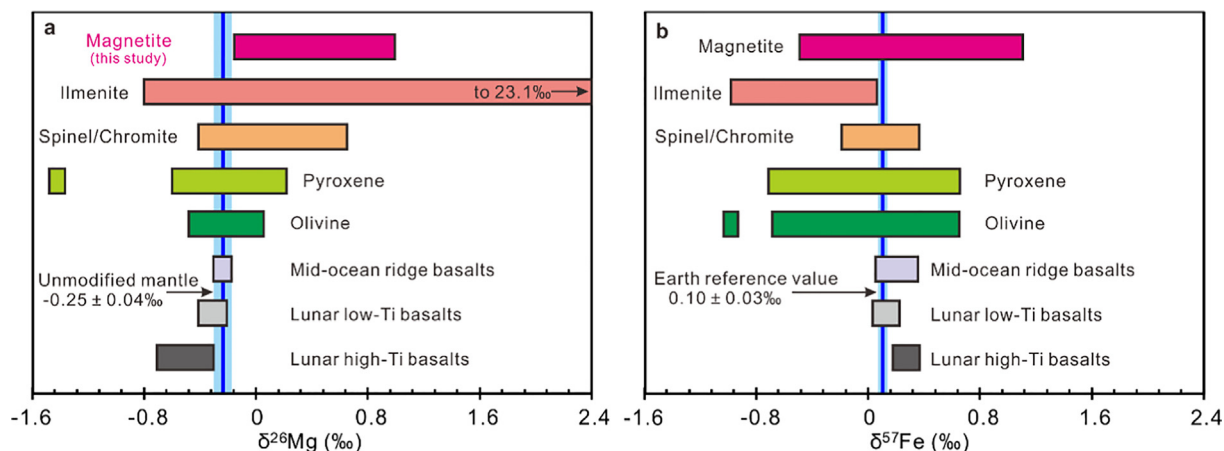 a
Magnetite
(this study)
Ilmenite
to 23.1‰
Spinel/Chromite
Pyroxene
Olivine
Mid-ocean ridge basalts
Unmodified mantle
-0.25 ± 0.04‰
Lunar low-Ti basalts
Lunar high-Ti basalts
-1.6 -0.8 0 0.8 1.6 2.4
δ²⁶Mg (‰)
b
Magnetite
Ilmenite
Spinel/Chromite
Pyroxene
Olivine
Mid-ocean ridge basalts
Earth reference value
0.10 ± 0.03‰
Lunar low-Ti basalts
Lunar high-Ti basalts
-1.6 -0.8 0 0.8 1.6 2.4
δ⁵⁷Fe (‰)